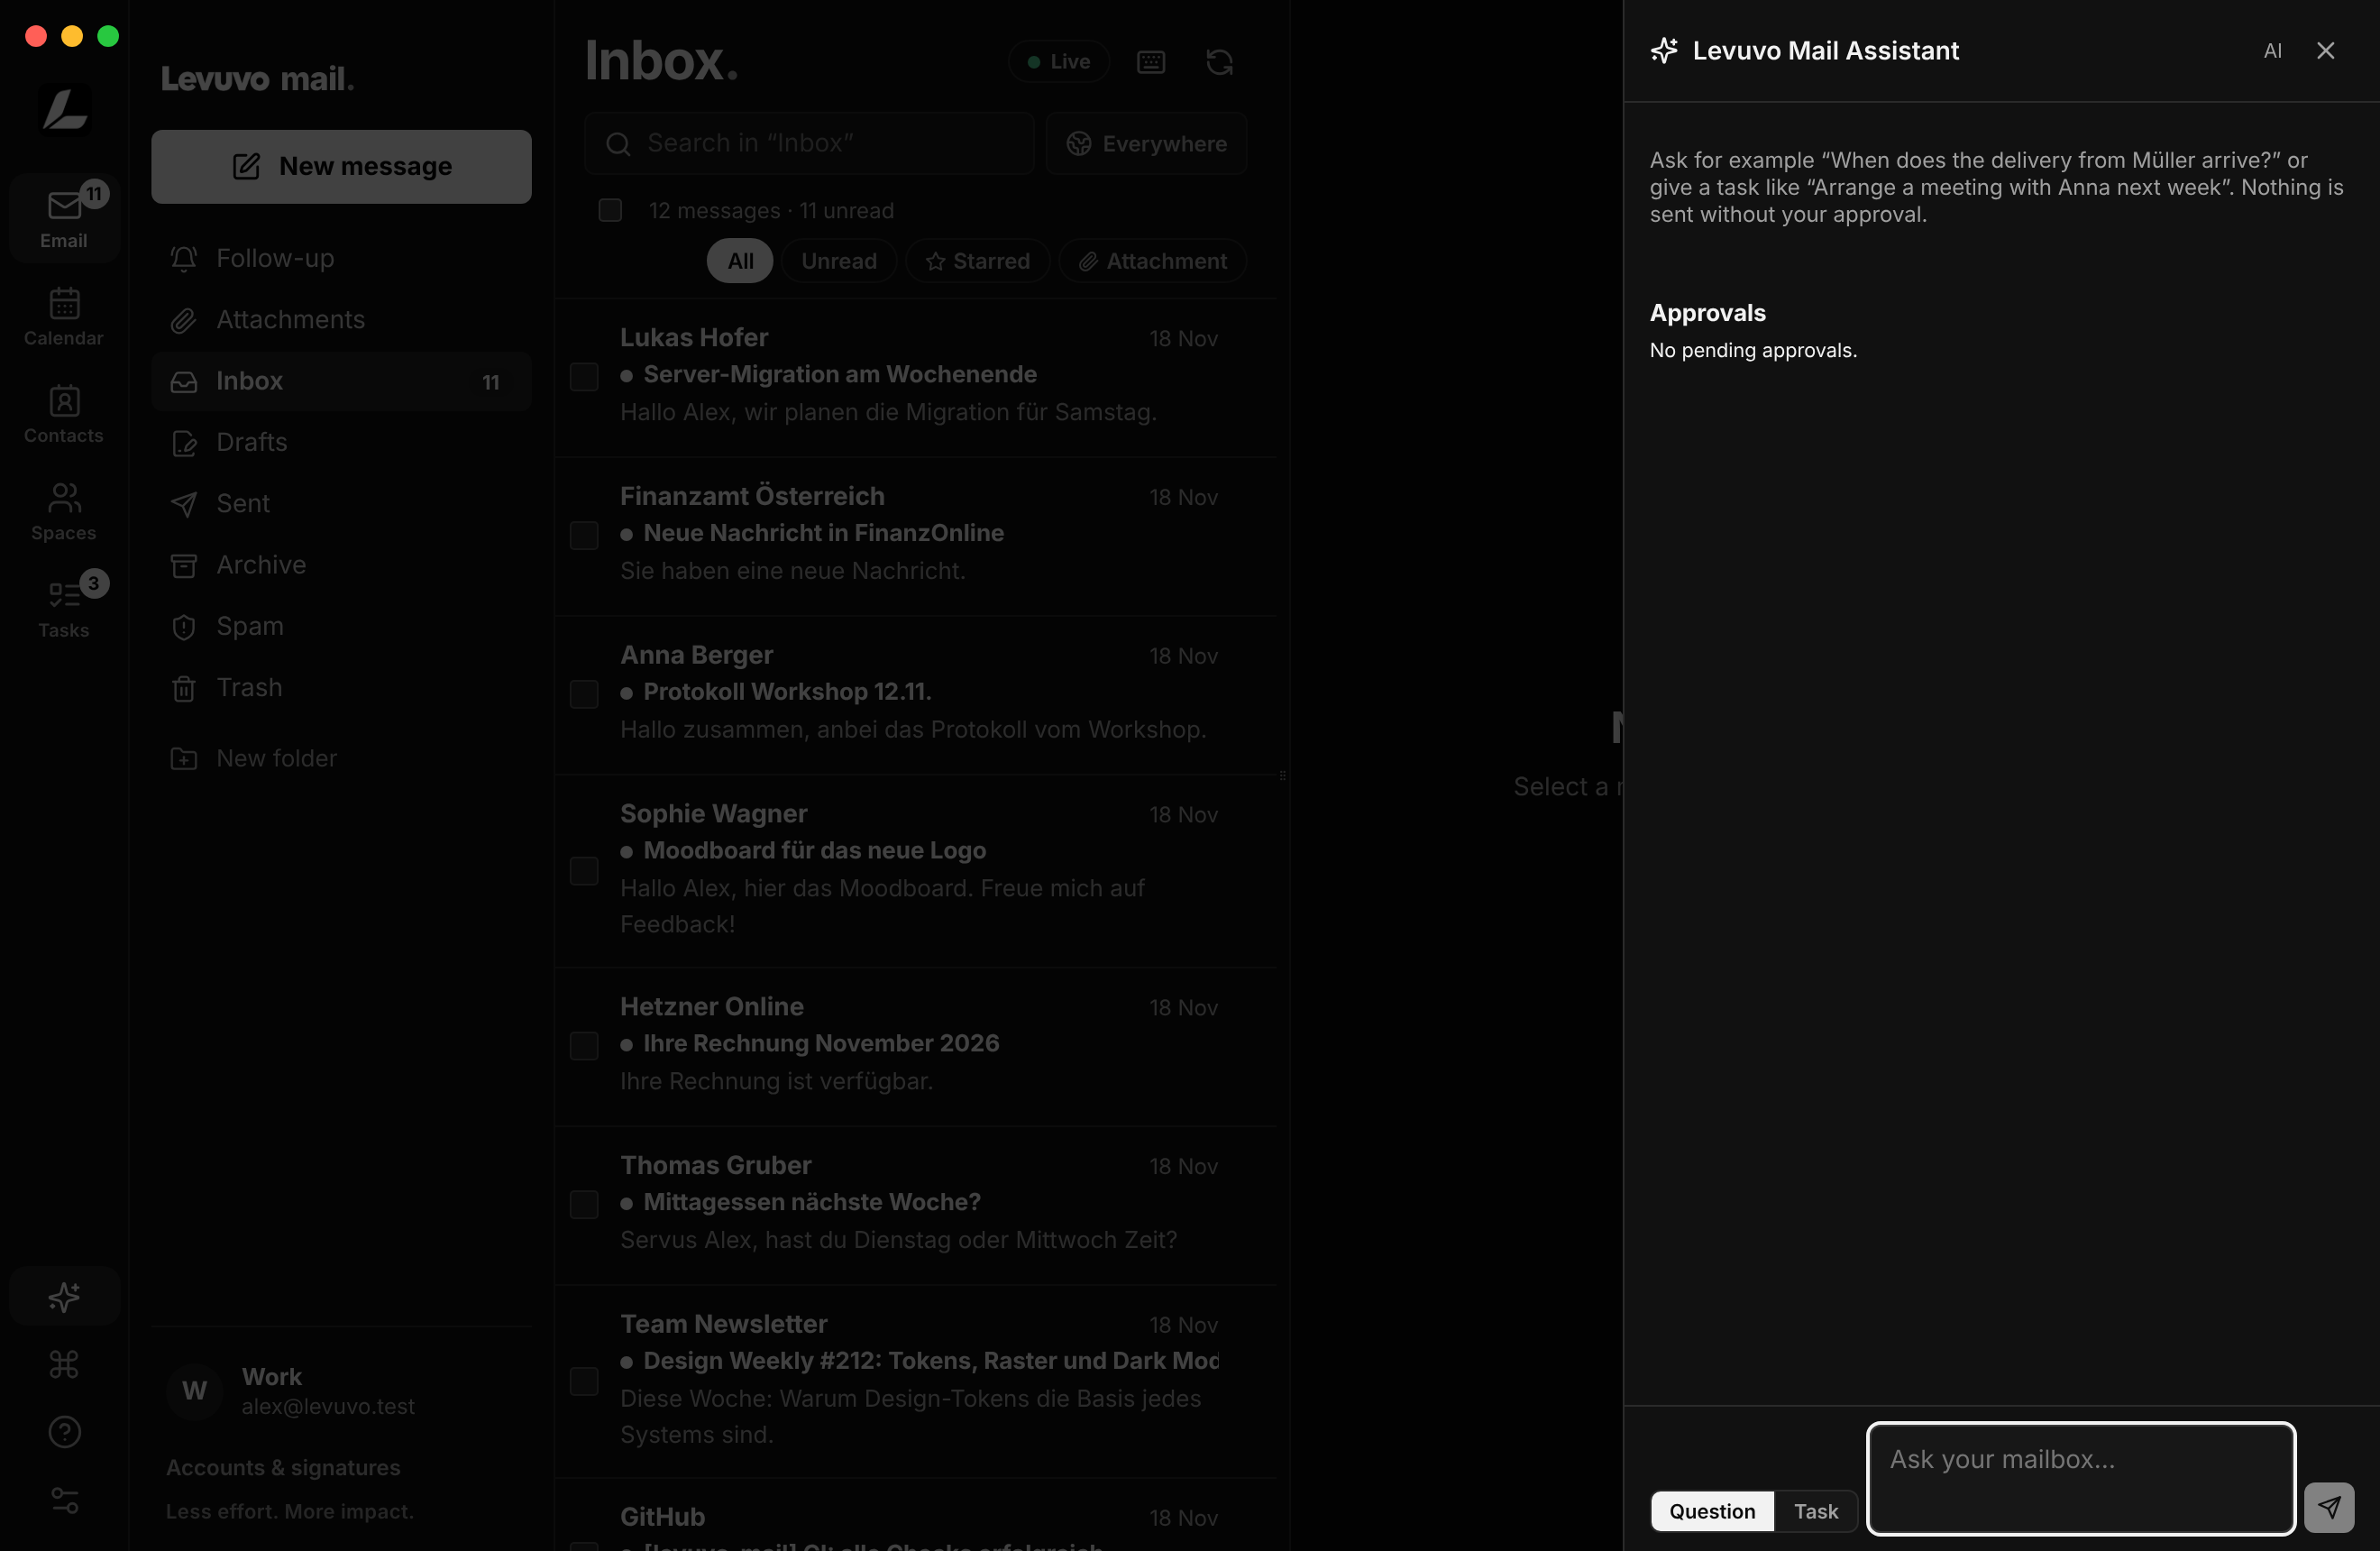 Levuvo mail.
New message
11
Email
Calendar
Contacts
Spaces
3
Tasks
Follow-up
Attachments
Inbox 11
Drafts
Sent
Archive
Spam
Trash
New folder
W
Work
alex@levuvo.test
Accounts & signatures
Less effort. More impact.
Inbox.
Live
Search in “Inbox”
Everywhere
12 messages · 11 unread
All Unread Starred Attachment
Lukas Hofer 18 Nov
Server-Migration am Wochenende
Hallo Alex, wir planen die Migration für Samstag.
Finanzamt Österreich 18 Nov
Neue Nachricht in FinanzOnline
Sie haben eine neue Nachricht.
Anna Berger 18 Nov
Protokoll Workshop 12.11.
Hallo zusammen, anbei das Protokoll vom Workshop.
Sophie Wagner 18 Nov
Moodboard für das neue Logo
Hallo Alex, hier das Moodboard. Freue mich auf
Feedback!
Hetzner Online 18 Nov
Ihre Rechnung November 2026
Ihre Rechnung ist verfügbar.
Thomas Gruber 18 Nov
Mittagessen nächste Woche?
Servus Alex, hast du Dienstag oder Mittwoch Zeit?
Team Newsletter 18 Nov
Design Weekly #212: Tokens, Raster und Dark Mod
Diese Woche: Warum Design-Tokens die Basis jedes
Systems sind.
GitHub 18 Nov
Select a
Levuvo Mail Assistant AI
Ask for example “When does the delivery from Müller arrive?” or
give a task like “Arrange a meeting with Anna next week”. Nothing is
sent without your approval.
Approvals
No pending approvals.
Ask your mailbox...
Question Task